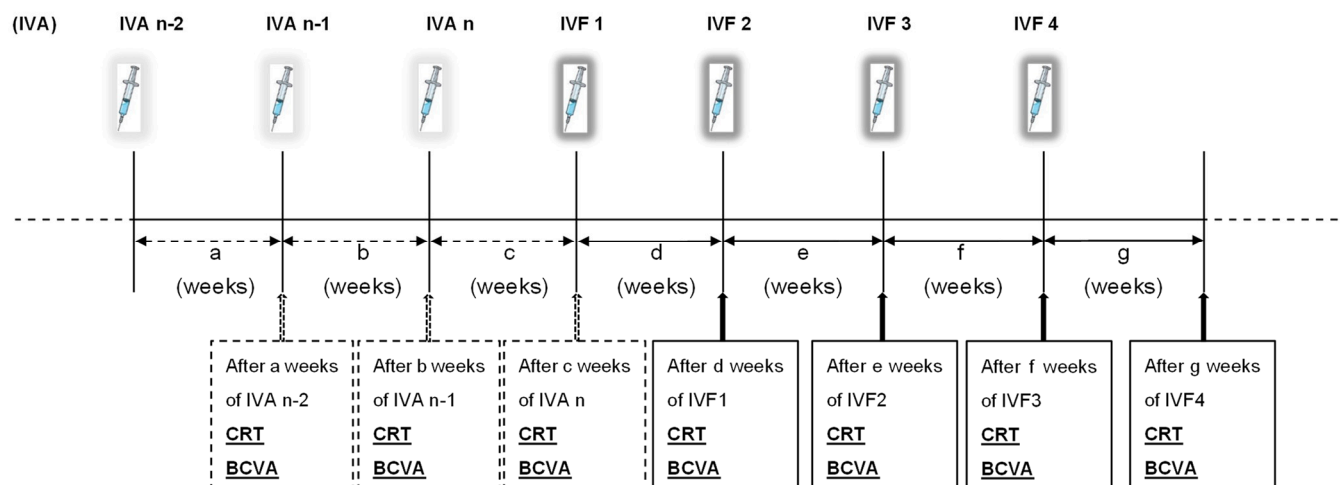 (IVA) IVA n-2 IVA n-1 IVA n IVF 1 IVF 2 IVF 3 IVF 4
a b c d e f g
(weeks) (weeks) (weeks) (weeks) (weeks) (weeks) (weeks)
After a weeks
of IVA n-2
CRT
BCVA
After b weeks
of IVA n-1
CRT
BCVA
After c weeks
of IVA n
CRT
BCVA
After d weeks
of IVF1
CRT
BCVA
After e weeks
of IVF2
CRT
BCVA
After f weeks
of IVF3
CRT
BCVA
After g weeks
of IVF4
CRT
BCVA